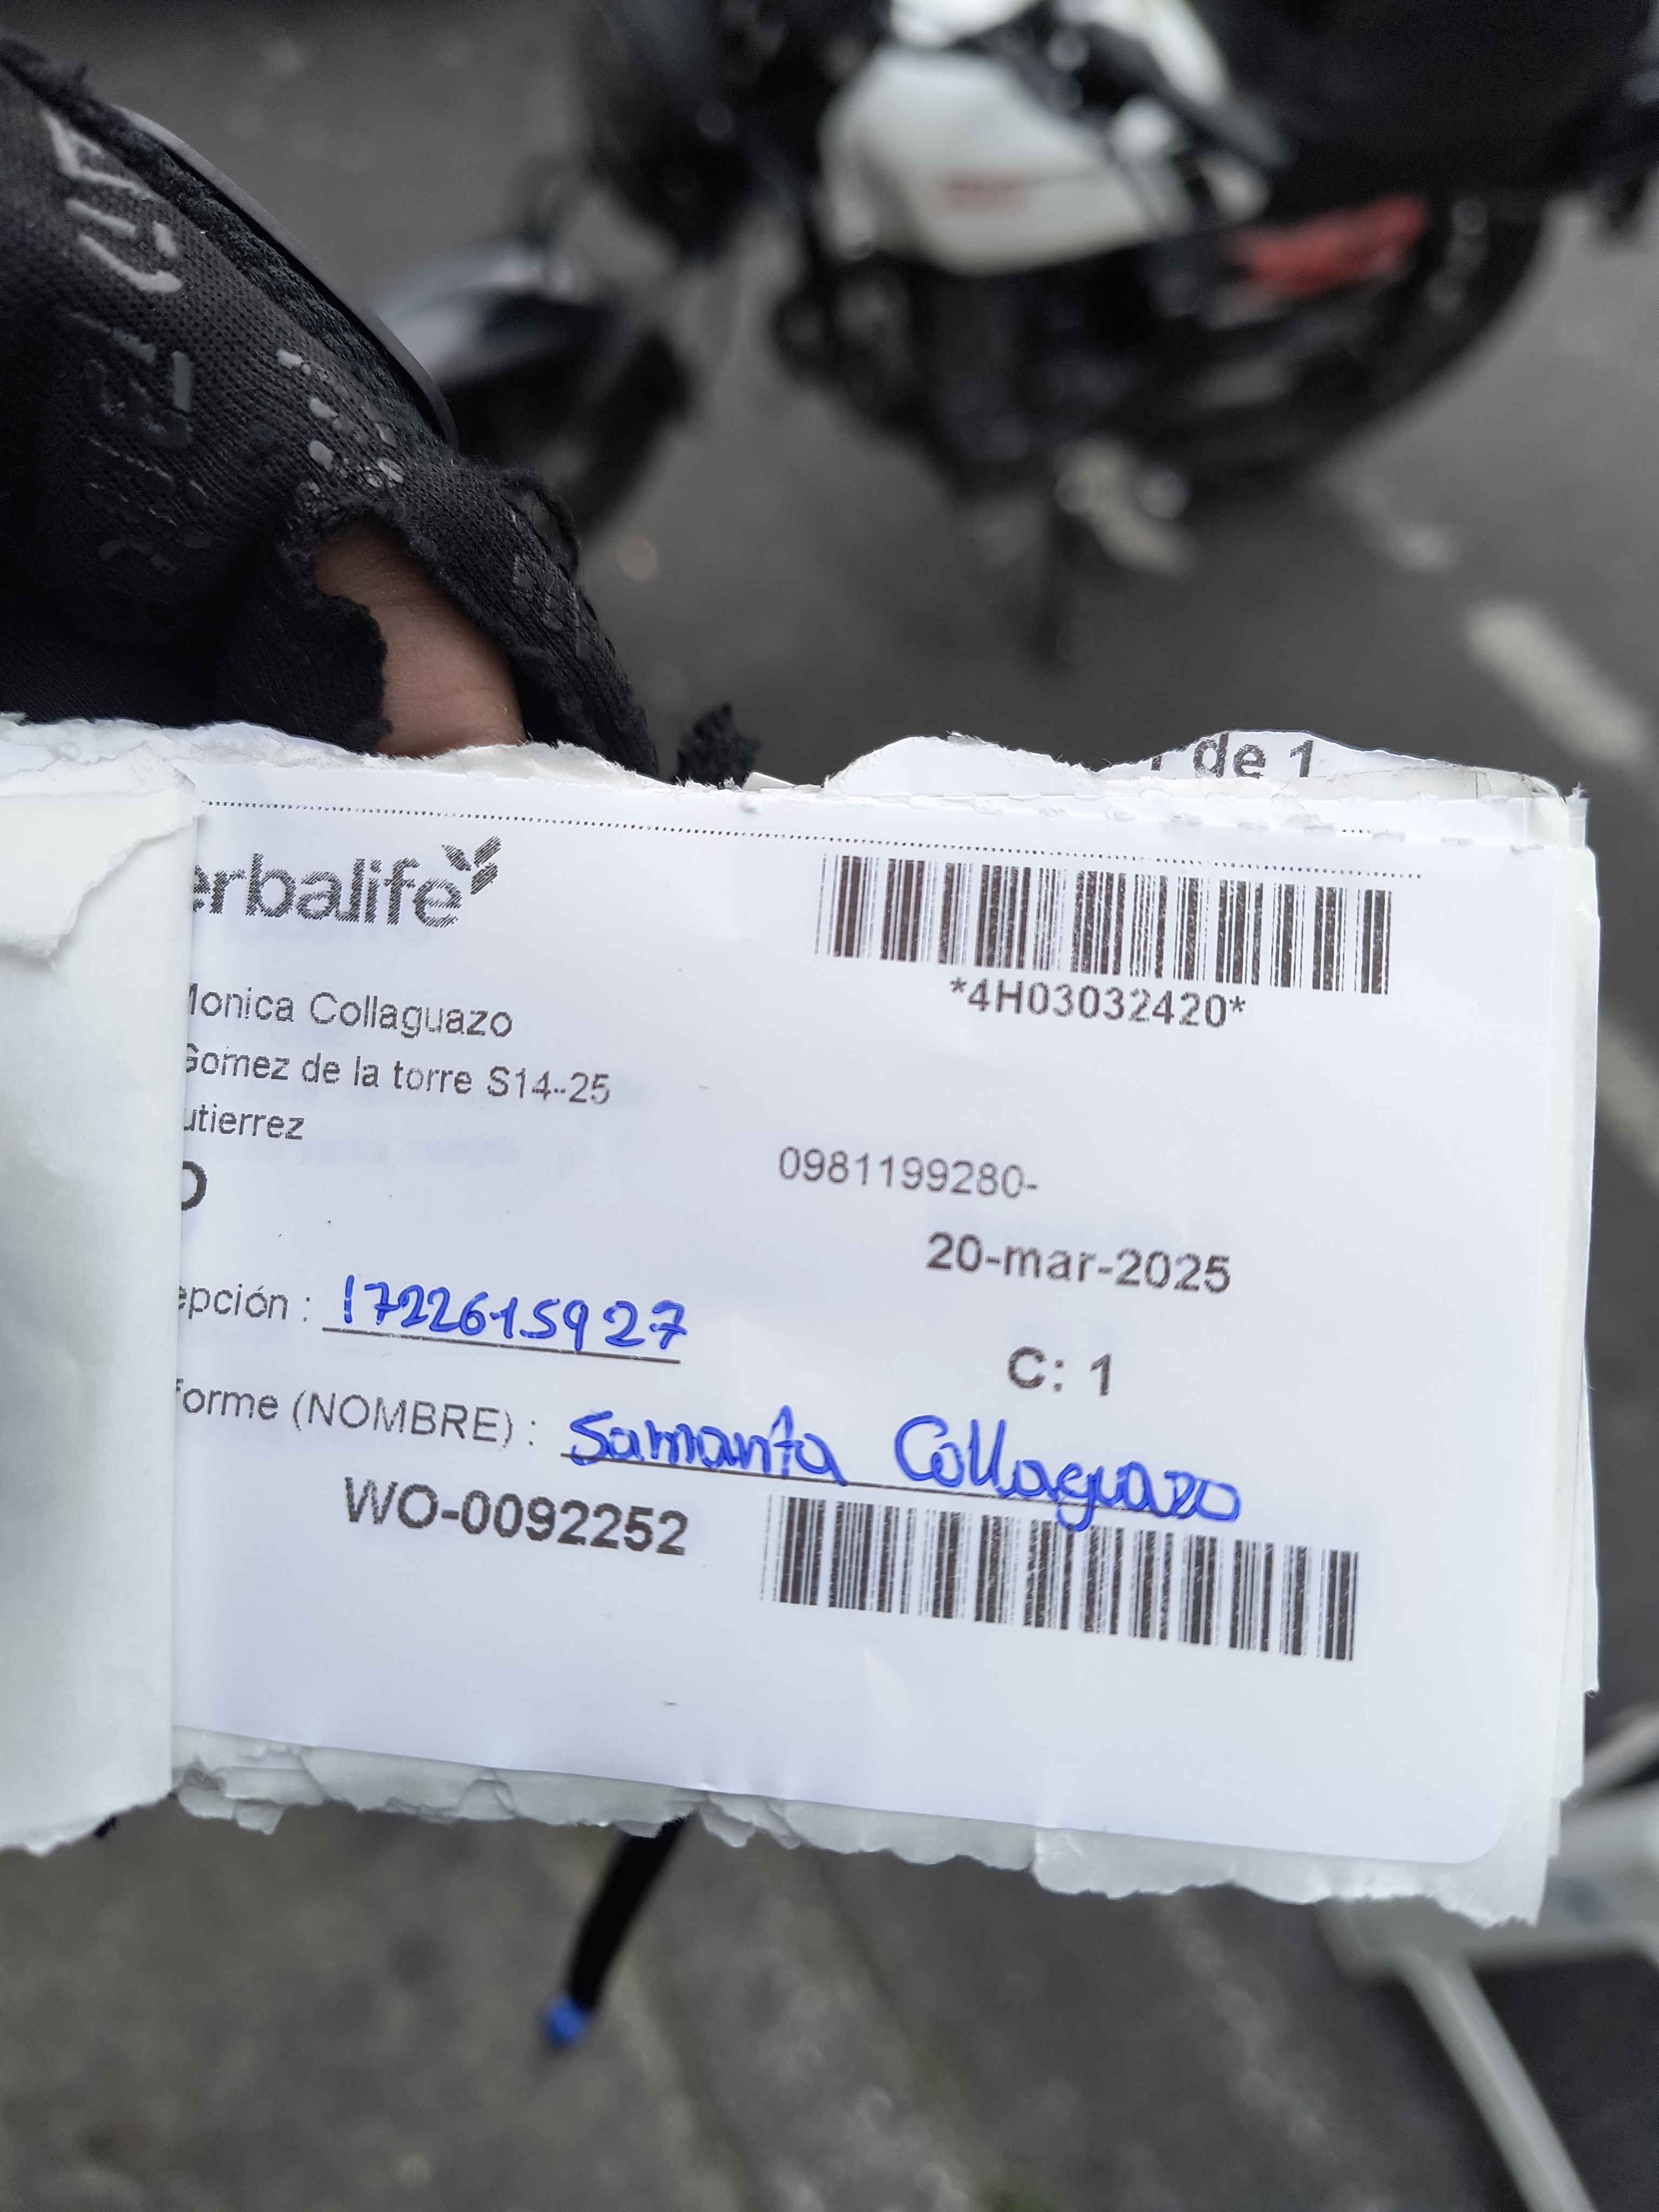 de 1
erbalife
*4H03032420*
Monica Collaguazo
Gomez de la torre S14-25
utierrez
0981199280-
O
20-mar-2025
epción : 1722615927
C: 1
forme (NOMBRE) : Samanta Collaguazo
WO-0092252